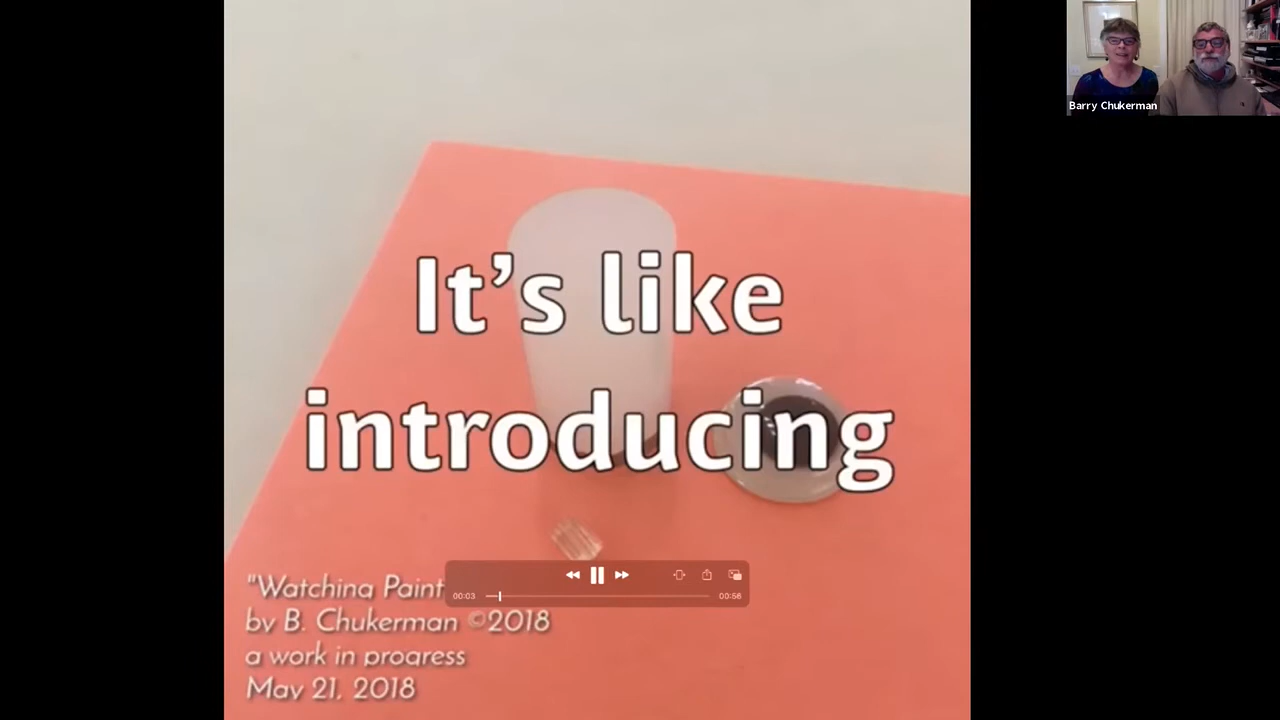 Barry Chukerman
It's like
introducing
"Watching Paint
by B. Chukerman ©2018
a work in progress
May 21, 2018
00:03
00:56